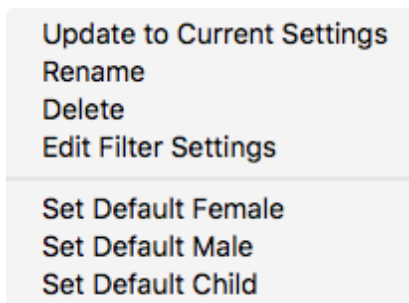 Update to Current Settings
Rename
Delete
Edit Filter Settings
Set Default Female
Set Default Male
Set Default Child